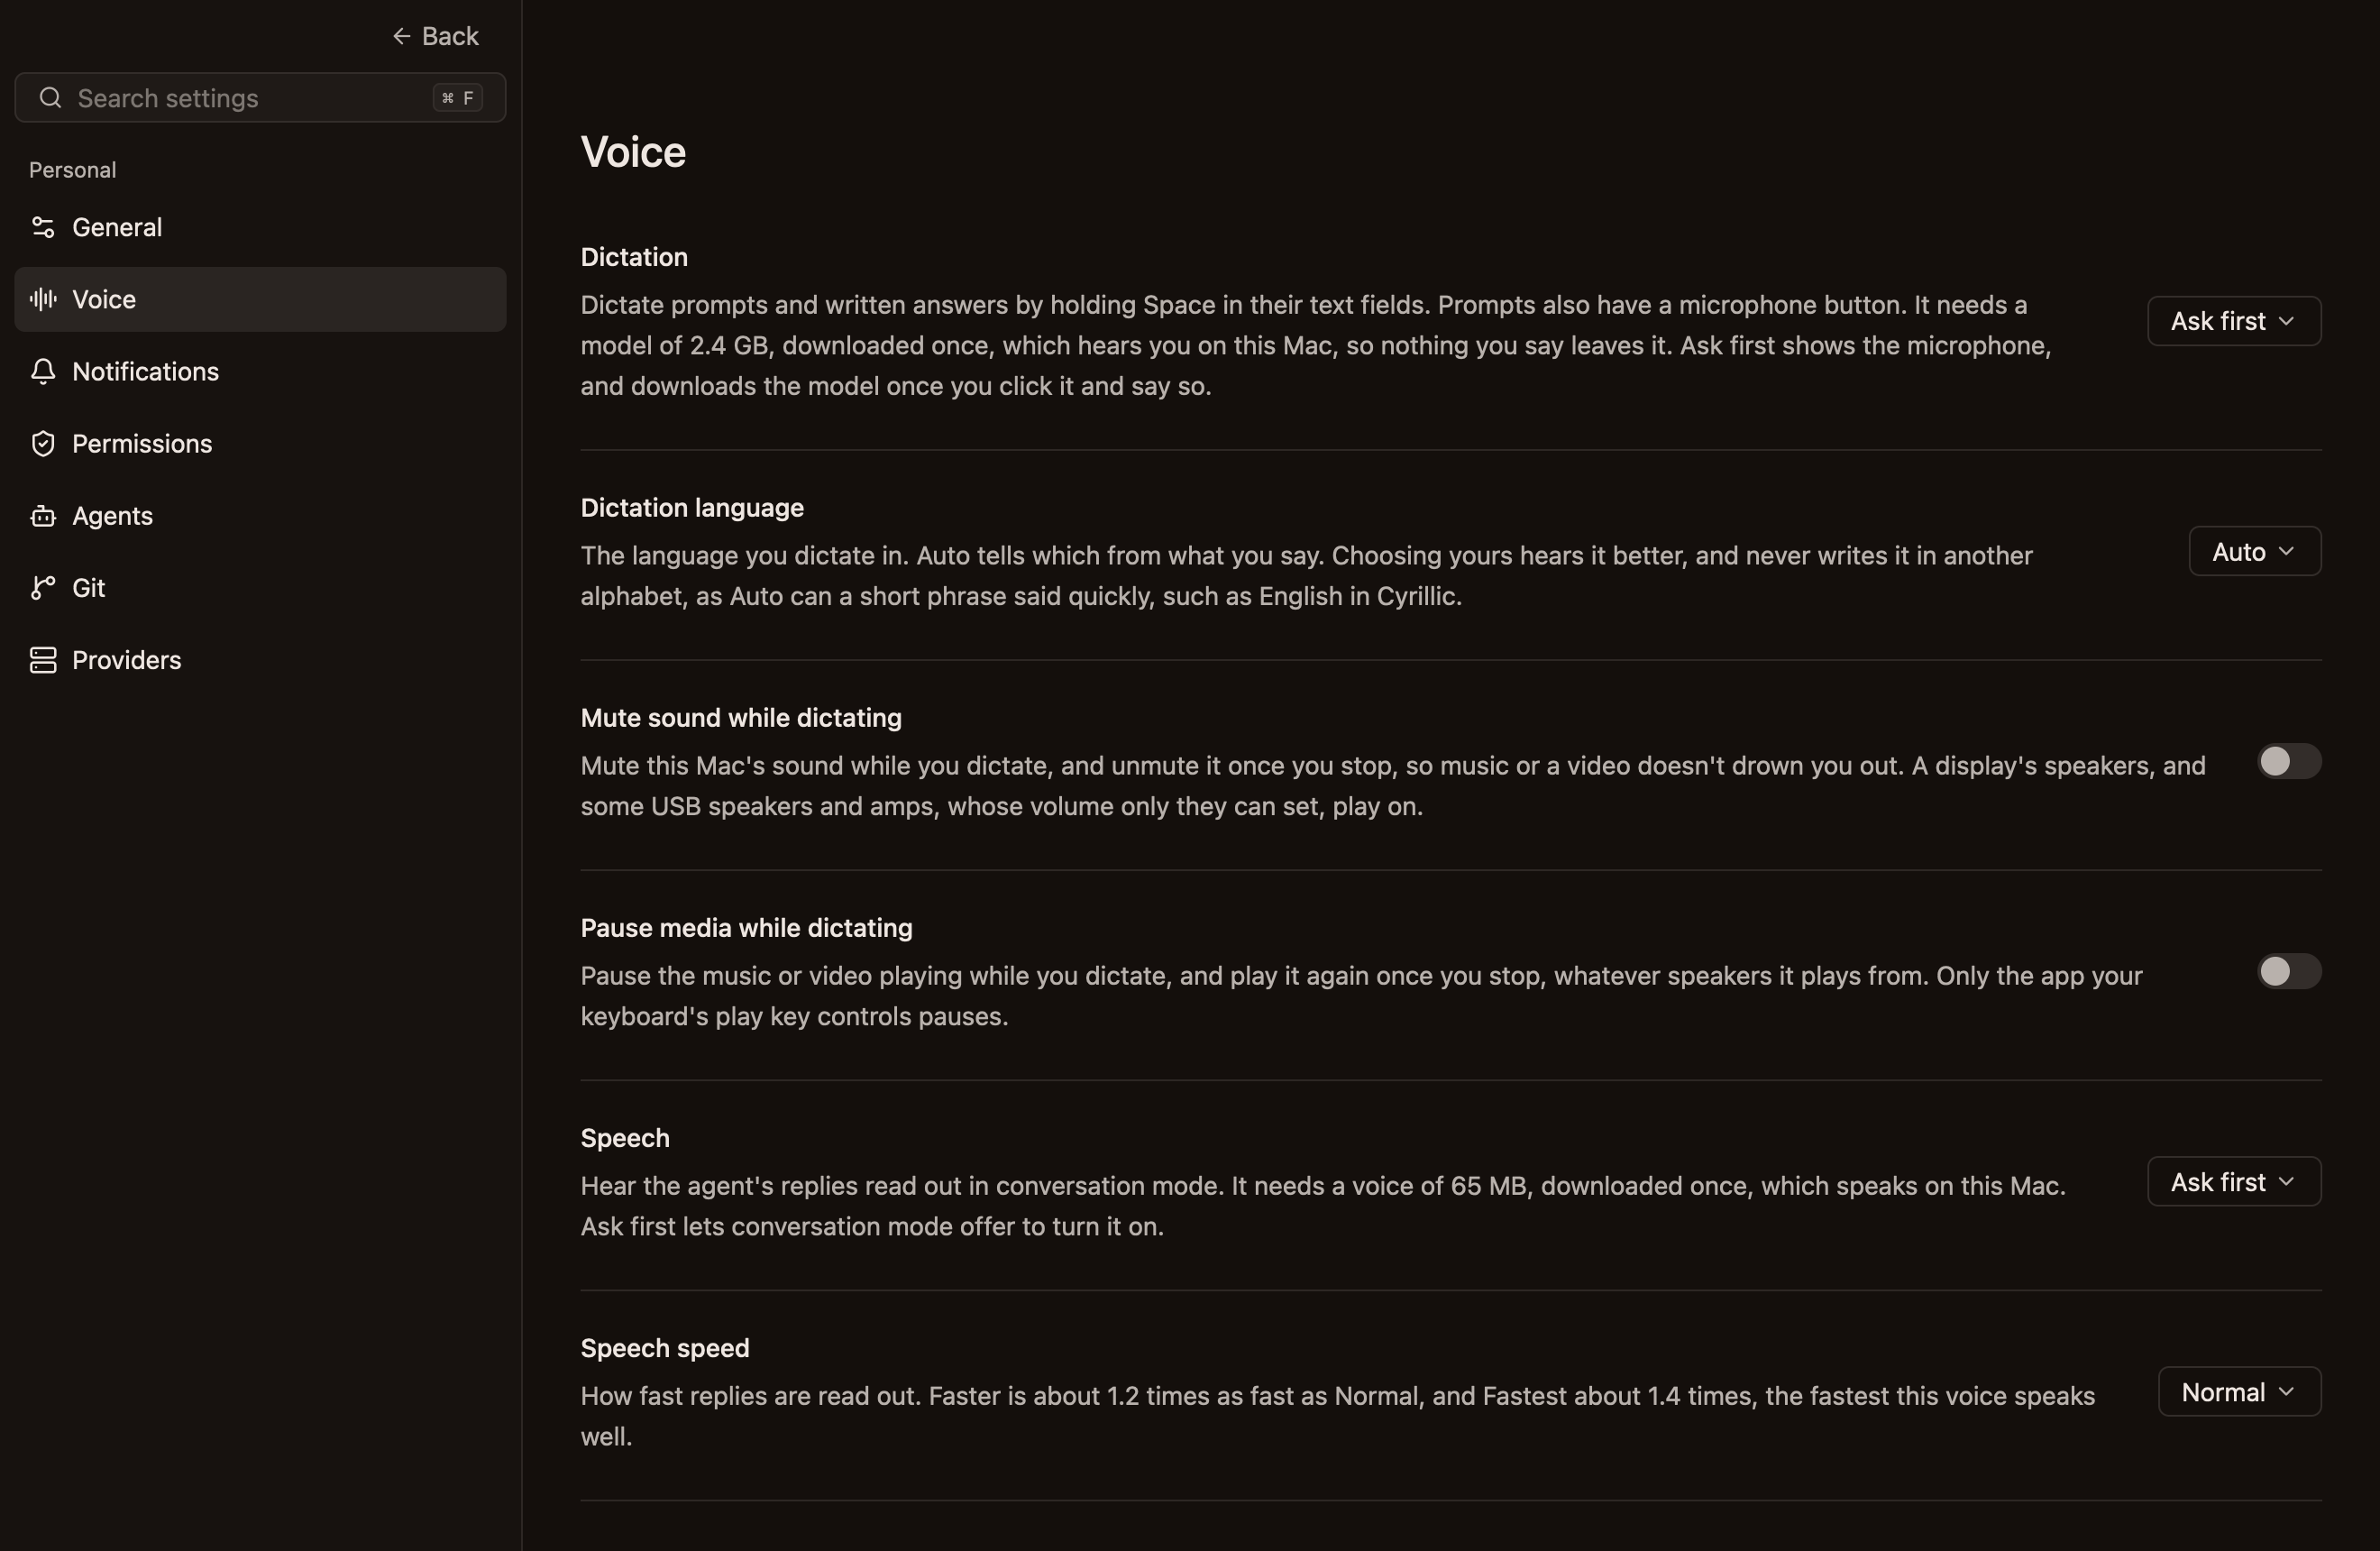 Back
Search settings
⌘ F
Personal
General
Voice
Notifications
Permissions
Agents
Git
Providers
Voice
Dictation
Dictate prompts and written answers by holding Space in their text fields. Prompts also have a microphone button. It needs a
model of 2.4 GB, downloaded once, which hears you on this Mac, so nothing you say leaves it. Ask first shows the microphone,
and downloads the model once you click it and say so.
Ask first
Dictation language
The language you dictate in. Auto tells which from what you say. Choosing yours hears it better, and never writes it in another
alphabet, as Auto can a short phrase said quickly, such as English in Cyrillic.
Auto
Mute sound while dictating
Mute this Mac's sound while you dictate, and unmute it once you stop, so music or a video doesn't drown you out. A display's speakers, and
some USB speakers and amps, whose volume only they can set, play on.
Pause media while dictating
Pause the music or video playing while you dictate, and play it again once you stop, whatever speakers it plays from. Only the app your
keyboard's play key controls pauses.
Speech
Hear the agent's replies read out in conversation mode. It needs a voice of 65 MB, downloaded once, which speaks on this Mac.
Ask first lets conversation mode offer to turn it on.
Ask first
Speech speed
How fast replies are read out. Faster is about 1.2 times as fast as Normal, and Fastest about 1.4 times, the fastest this voice speaks
well.
Normal